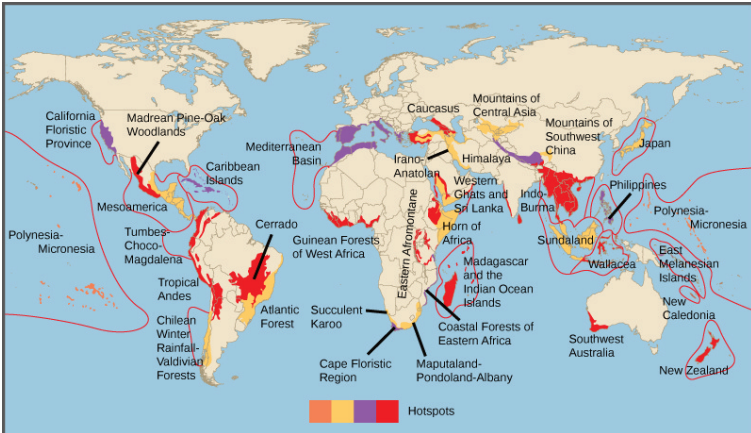 California
Floristic
Province
Madrean Pine-Oak
Woodlands
Caribbean
Islands
Mesoamerica
Polynesia-
Micronesia
Tumbes-
Choco-
Magdalena
Cerrado
Tropical
Andes
Atlantic
Forest
Chilean
Winter
Rainfall-
Valdivian
Forests
Mediterranean
Basin
Caucasus
Irano-
Anatolan
Mountains of
Central Asia
Mountains of
Southwest
China
Himalaya
Japan
Western
Ghats and
Sri Lanka
Indo-
Burma
Philippines
Polynesia-
Micronesia
Guinean Forests
of West Africa
Eastern Afromontane
Horn of
Africa
Sundaland
Wallacea
East
Melanesian
Islands
Madagascar
and the
Indian Ocean
Islands
Succulent
Karoo
Coastal Forests of
Eastern Africa
Cape Floristic
Region
Maputaland-
Pondoland-Albany
New
Caledonia
Southwest
Australia
New Zealand
Hotspots